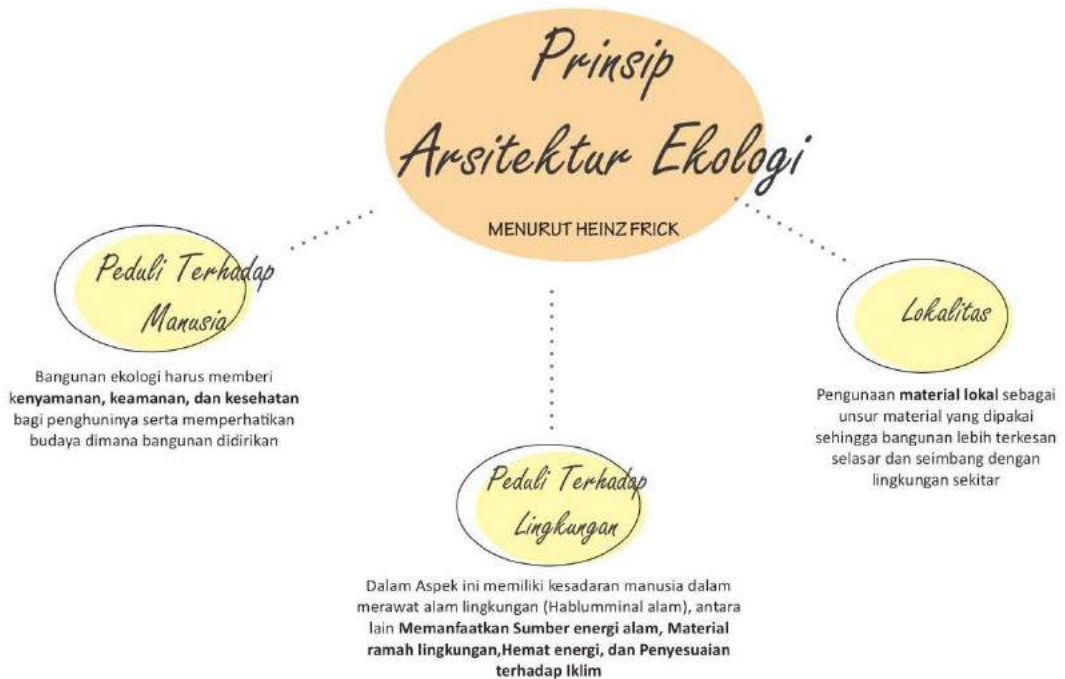 Prinsip
Arsitektur Ekologi
MENURUT HEINZ FRICK
Peduli Terhadap
Manusia
Bangunan ekologi harus memberi
kenyamanan, keamanan, dan kesehatan
bagi penghuninya serta memperhatikan
budaya dimana bangunan didirikan
Peduli Terhadap
Lingkungan
Dalam Aspek ini memiliki kesadaran manusia dalam
merawat alam lingkungan (Hablumminal alam), antara
lain Memanfaatkan Sumber energi alam, Material
ramah lingkungan,Hemat energi, dan Penyesuaian
terhadap Iklim
Lokalitas
Pengunaan material lokal sebagai
unsur material yang dipakai
sehingga bangunan lebih terkesan
selasar dan seimbang dengan
lingkungan sekitar